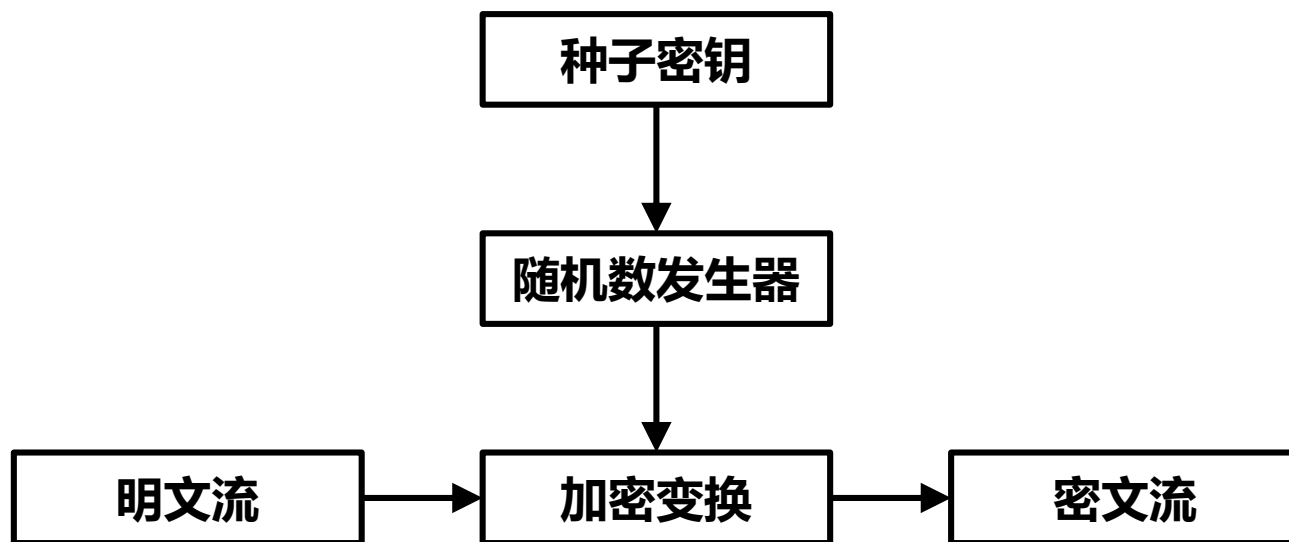 种子密钥
随机数发生器
明文流
加密变换
密文流